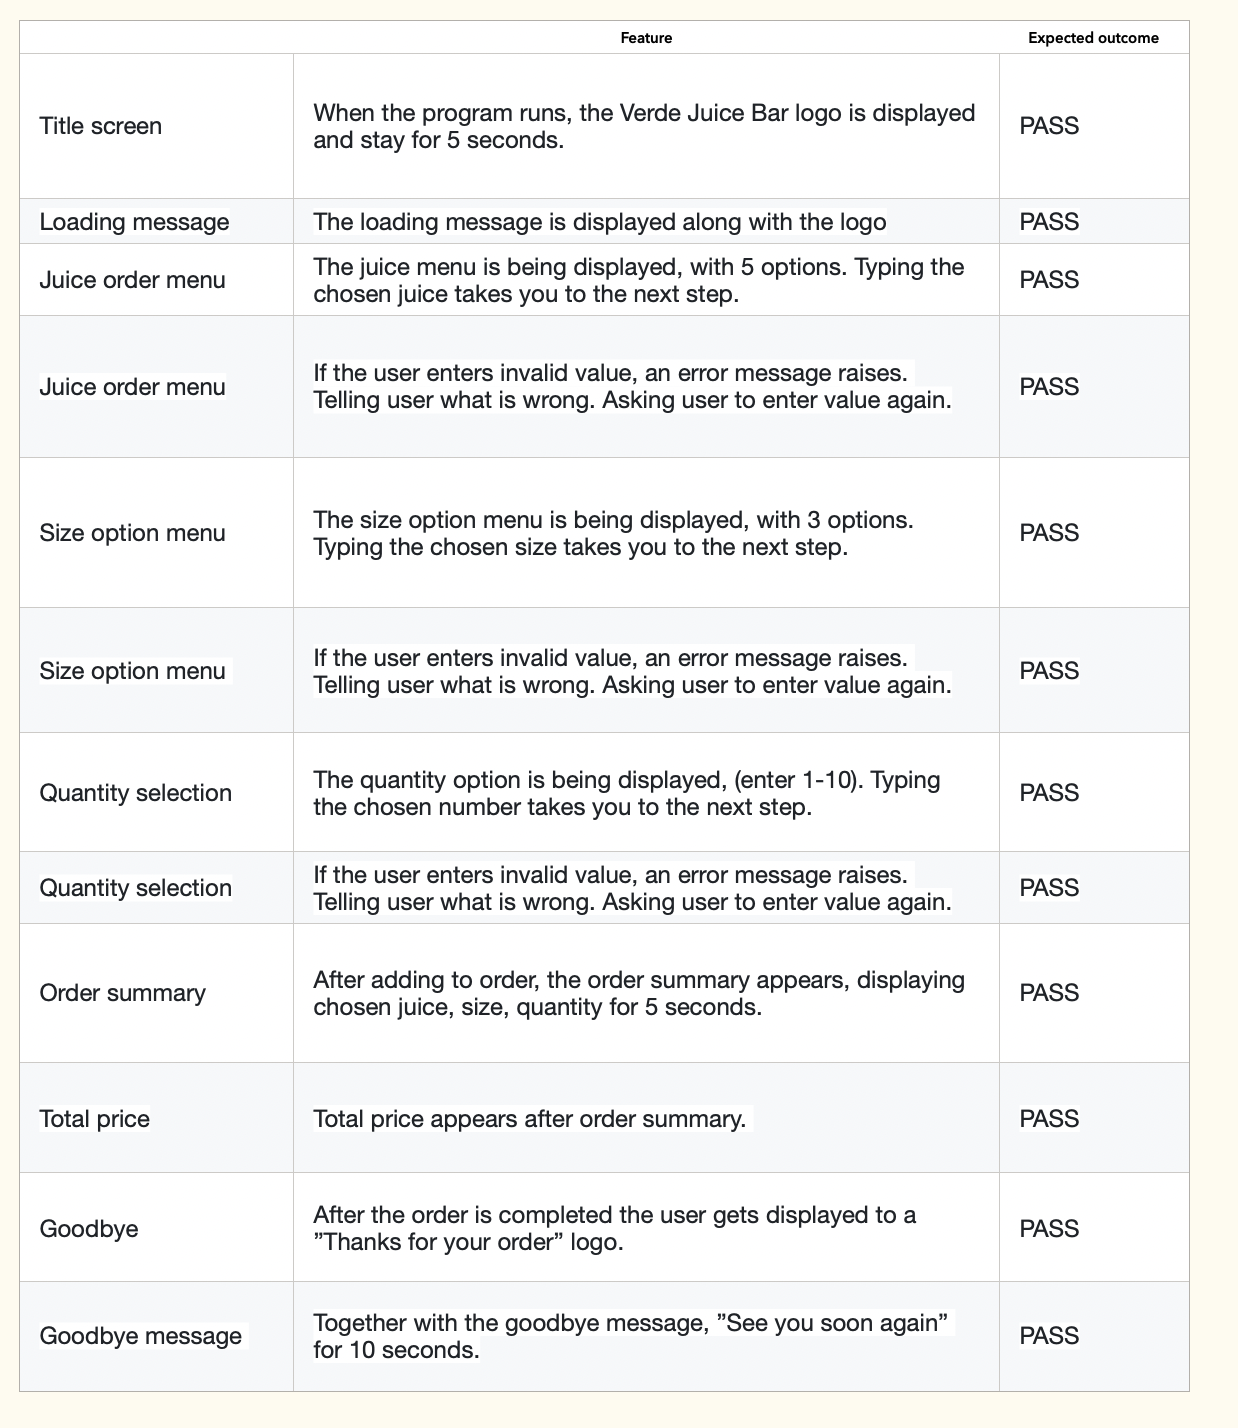 Feature Expected outcome
Title screen
When the program runs, the Verde Juice Bar logo is displayed
and stay for 5 seconds.
PASS
Loading message
The loading message is displayed along with the logo
PASS
Juice order menu
The juice menu is being displayed, with 5 options. Typing the
chosen juice takes you to the next step.
PASS
Juice order menu
If the user enters invalid value, an error message raises.
Telling user what is wrong. Asking user to enter value again.
PASS
Size option menu
The size option menu is being displayed, with 3 options.
Typing the chosen size takes you to the next step.
PASS
Size option menu
If the user enters invalid value, an error message raises.
Telling user what is wrong. Asking user to enter value again.
PASS
Quantity selection
The quantity option is being displayed, (enter 1-10). Typing
the chosen number takes you to the next step.
PASS
Quantity selection
If the user enters invalid value, an error message raises.
Telling user what is wrong. Asking user to enter value again.
PASS
Order summary
After adding to order, the order summary appears, displaying
chosen juice, size, quantity for 5 seconds.
PASS
Total price
Total price appears after order summary.
PASS
Goodbye
After the order is completed the user gets displayed to a
”Thanks for your order” logo.
PASS
Goodbye message
Together with the goodbye message, ”See you soon again”
for 10 seconds.
PASS